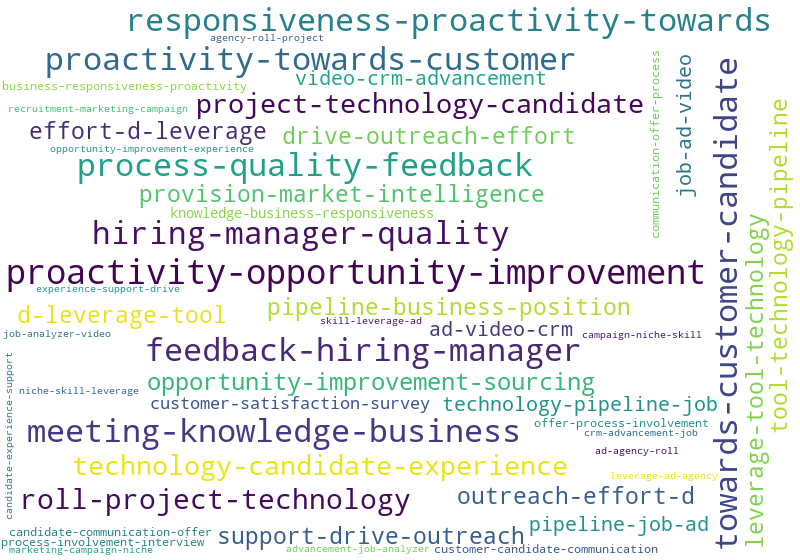 responsiveness-proactivity-towards
agency-roll-project
proactivity-towards-customer
video-crm-advancement
business-responsiveness-proactivity
recruitment-marketing-campaign
project-technology-candidate
effort-d-leverage
drive-outreach-effort
opportunity-improvement-experience
process-quality-feedback
provision-market-intelligence
knowledge-business-responsiveness
hiring-manager-quality
proactivity-opportunity-improvement
experience-support-drive
d-leverage-tool
pipeline-business-position
skill-leverage-ad
ad-video-crm
job-analyzer-video
campaign-niche-skill
feedback-hiring-manager
opportunity-improvement-sourcing
niche-skill-leverage
customer-satisfaction-survey
technology-pipeline-job
offer-process-involvement
meeting-knowledge-business
crm-advancement-job
ad-agency-roll
technology-candidate-experience
leverage-ad-agency
roll-project-technology
outreach-effort-d
pipeline-job-ad
candidate-communication-offer
support-drive-outreach
process-involvement-interview
marketing-campaign-niche
advancement-job-analyzer
customer-candidate-communication
candidate-experience-support
communication-offer-process
job-ad-video
towards-customer-candidate
leverage-tool-technology
tool-technology-pipeline